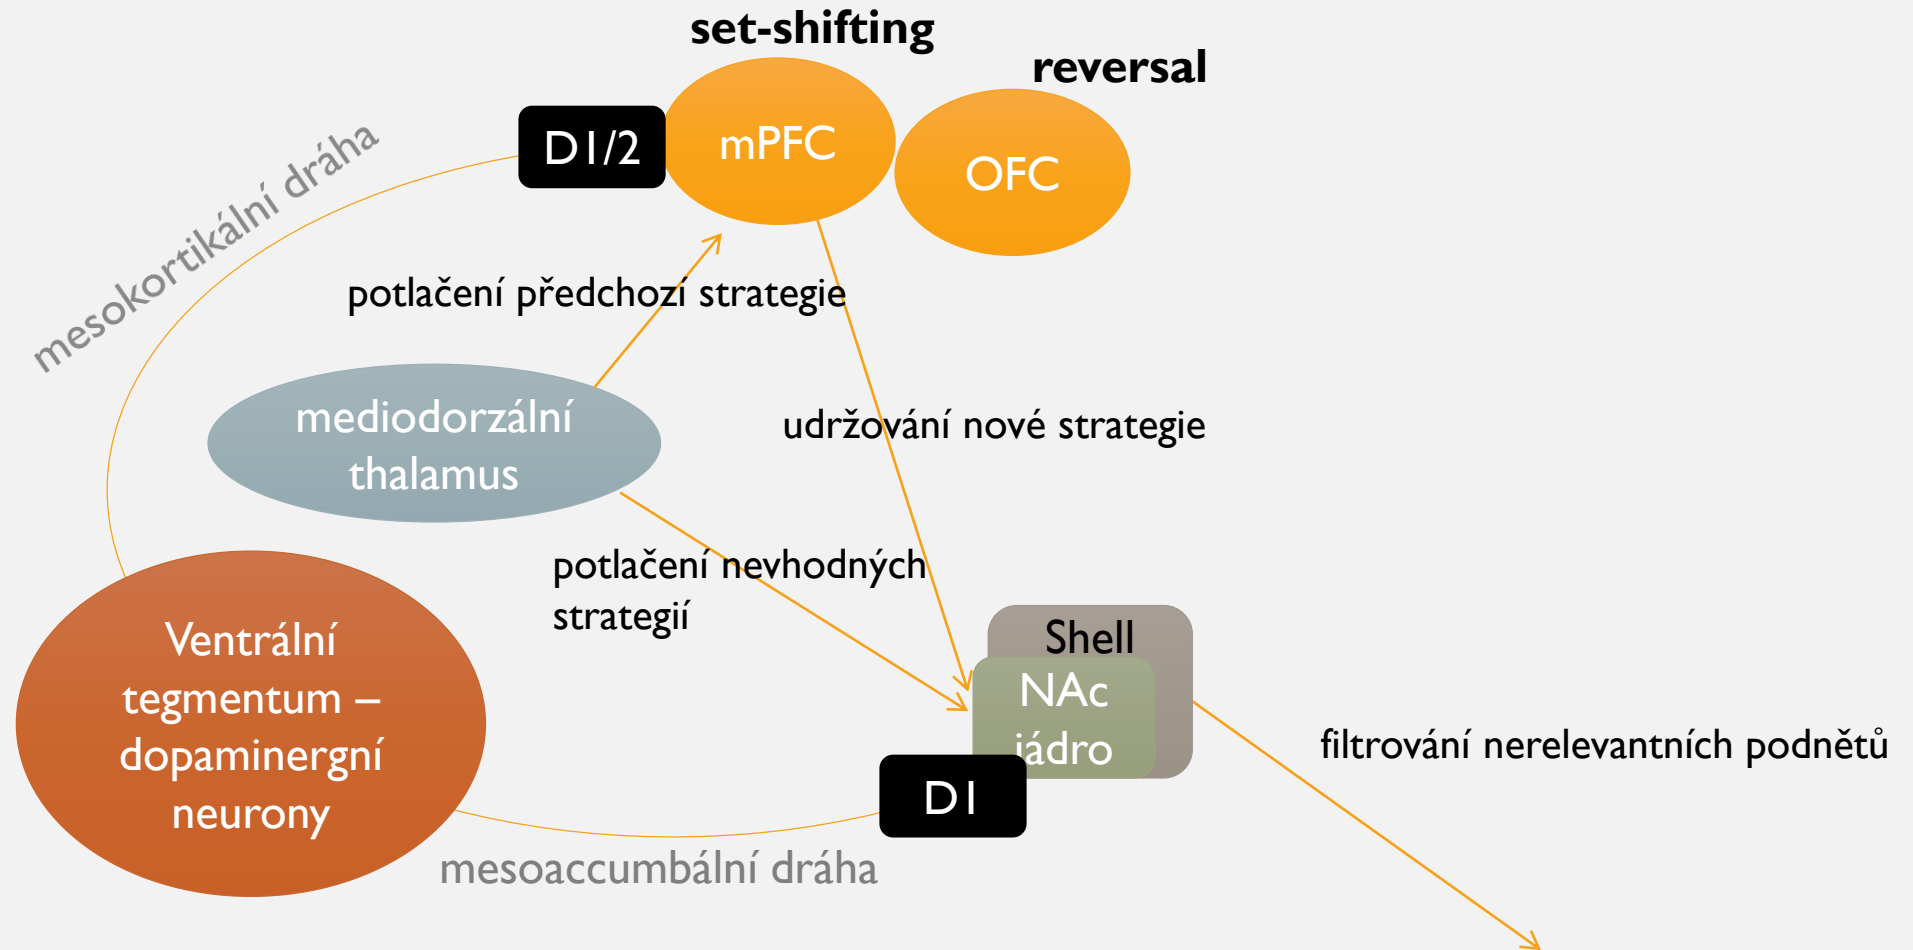 set-shifting
reversal
D1/2
mPFC
OFC
mesokortikální dráha
potlačení předchozí strategie
mediodorzální
thalamus
udržování nové strategie
potlačení nevhodných
strategií
Ventrální
tegmentum –
dopaminergní
neurony
Shell
NAc
jádro
filtrování nerelevantních podnětů
D1
mesoaccumbální dráha